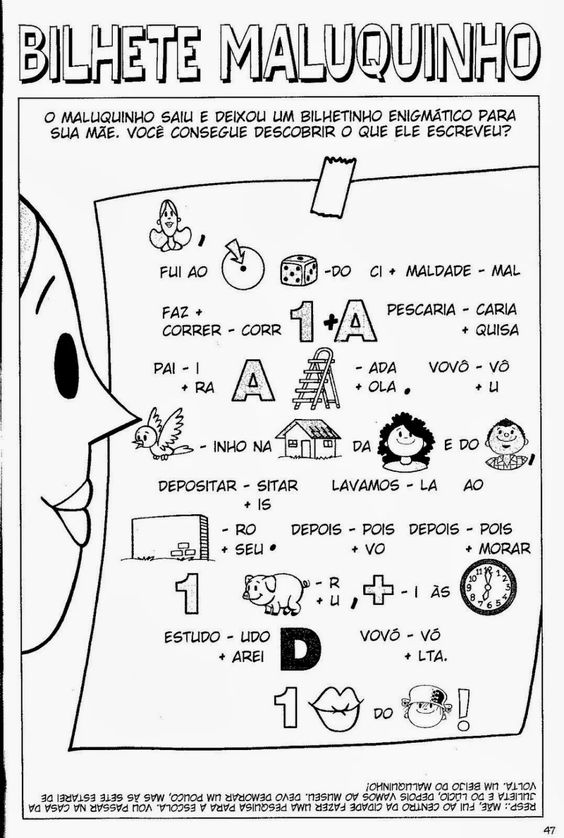 BILHETE MALUQUINHO
O MALUQUINHO SAIU E DEIXOU UM BILHETINHO ENIGMÁTICO PARA
SUA MÃE. VOCÊ CONSEGUE DESCOBRIR O QUE ELE ESCREVEU?
,
FUI AO -DO CI + MALDADE - MAL
FAZ + 1+A PESCARIA - CARIA
CORRER - CORR + QUISA
PAI - I A - ADA VOVÔ - VÔ
+ RA + OLA . + U
- INHO NA DA E DO ,
DEPOSITAR - SITAR LAVAMOS - LA AO
+ IS
- RO DEPOIS - POIS DEPOIS - POIS
+ SEU . + VO + MORAR
1 - R + - I ÀS
+ U ,
ESTUDO - UDO D VOVÓ - VÓ
+ AREI + LTA.
1 DO !
RESP.: MÃE, FUI AO CENTRO DA CIDADE FAZER UMA PESQUISA PARA A ESCOLA. VOU PASSAR NA CASA DA
JULIETA E DO LÚCIO, DEPOIS VAMOS AO MUSEU. DEVO DEMORAR UM POUCO, MAS ÀS SETE ESTAREI DE
VOLTA. UM BEIJO DO MALUQUINHO!
47